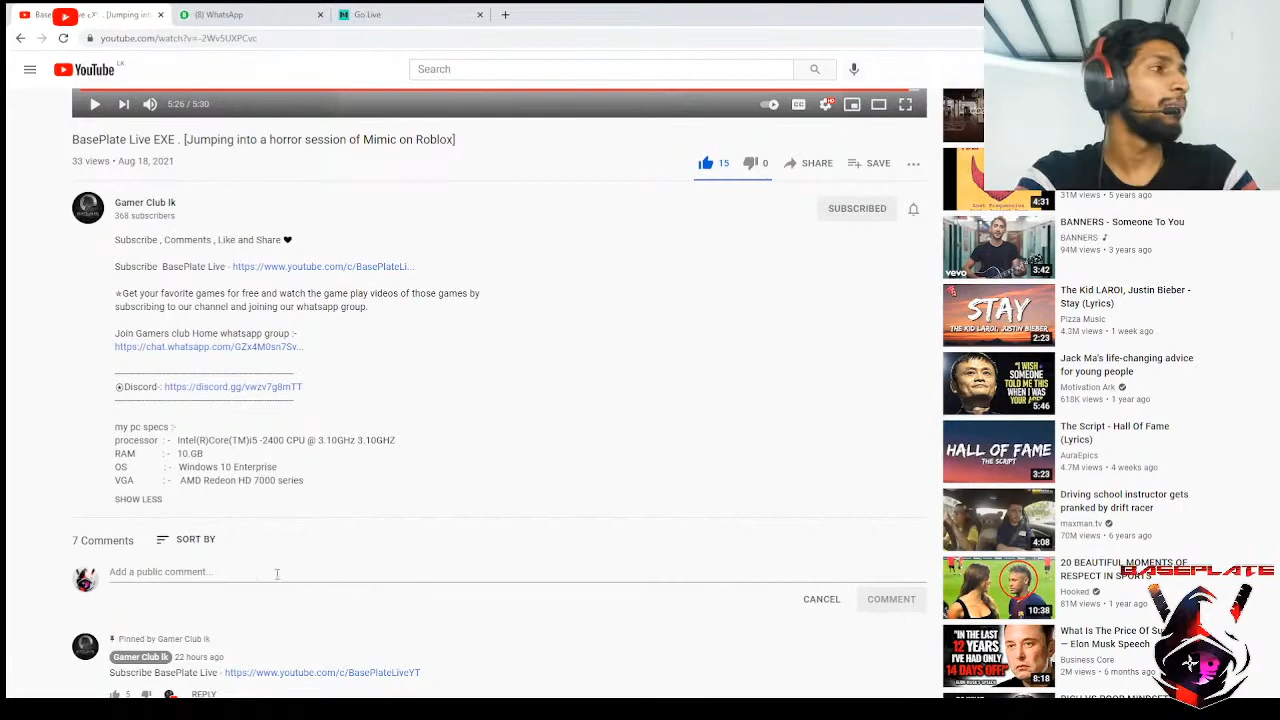 (8) WhatsApp
Go Live
youtube.com/watch?v=-2Wv5UXPCvc
YouTube LK
Search
5:26 / 5:30
CC
HD
BasePlate Live EXE . [Jumping into a horror session of Mimic on Roblox]
33 views • Aug 18, 2021
15
0
SHARE
SAVE
Gamer Club lk
368 subscribers
SUBSCRIBED
Subscribe , Comments , Like and Share ❤
Subscribe BasePlate Live - https://www.youtube.com/c/BasePlateLi...
★Get your favorite games for free and watch the game play videos of those games by
subscribing to our channel and joining our whatsapp group.
Join Gamers club Home whatsapp group :-
https://chat.whatsapp.com/GZx4M0sn7Sv...
⦿Discord-: https://discord.gg/vwzv7g8mTT
my pc specs :-
processor : - Intel(R)Core(TM)i5 -2400 CPU @ 3.10GHz 3.10GHz
RAM : - 10.GB
OS :- Windows 10 Enterprise
VGA :- AMD Redeon HD 7000 series
SHOW LESS
7 Comments
SORT BY
Add a public comment...
CANCEL
COMMENT
Pinned by Gamer Club lk
Gamer Club lk 22 hours ago
Subscribe BasePlate Live - https://www.youtube.com/c/BasePlateLiveYT
5
REPLY
31M views • 5 years ago
4:31
BANNERS - Someone To You
BANNERS
94M views • 3 years ago
vevo
3:42
The Kid LAROI, Justin Bieber -
Stay (Lyrics)
Pizza Music
4.3M views • 1 week ago
STAY
THE KID LAROI, JUSTIN BIEBER
2:23
Jack Ma's life-changing advice
for young people
Motivation Ark
618K views • 1 year ago
"I WISH
SOMEONE
TOLD ME THIS
WHEN I WAS
YOUR AGE"
5:46
The Script - Hall Of Fame
(Lyrics)
AuraEpics
4.7M views • 4 weeks ago
HALL OF FAME
THE SCRIPT
3:23
Driving school instructor gets
pranked by drift racer
maxman.tv
70M views • 6 years ago
4:08
20 BEAUTIFUL MOMENTS OF
RESPECT IN SPORTS
Hooked
81M views • 1 year ago
10:38
BASEPLATE
What Is The Price Of
— Elon Musk Speech
Business Core
2M views • 6 months ago
"IN THE LAST
12 YEARS
I'VE HAD ONLY
14 DAYS OFF!"
8:18